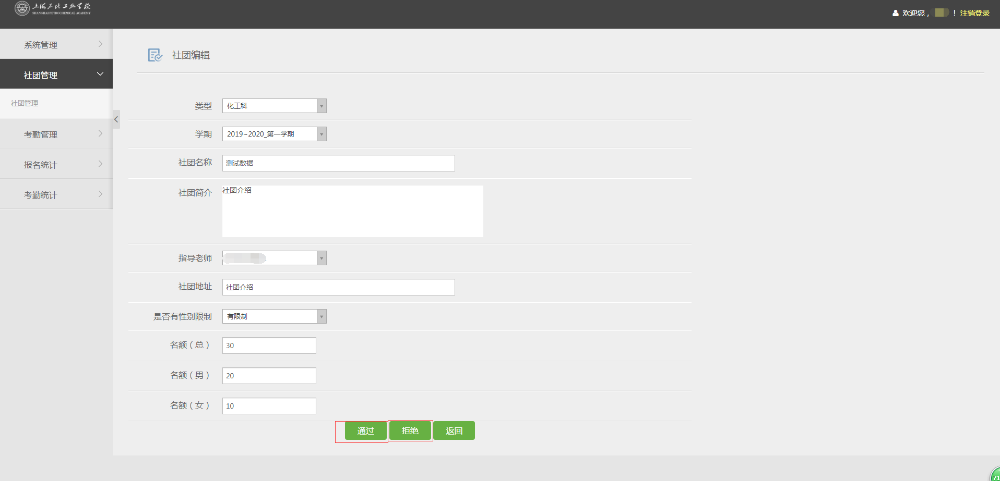 上海石化工业学校
SHANGHAI PETROCHEMICAL ACADEMY
欢迎您， ！ 注销登录
系统管理
社团管理
社团管理
考勤管理
报名统计
考勤统计
社团编辑
类型 化工科
学期 2019~2020_第一学期
社团名称 测试数据
社团简介 社团介绍
指导老师
社团地址 社团介绍
是否有性别限制 有限制
名额（总） 30
名额（男） 20
名额（女） 10
通过 拒绝 返回
71